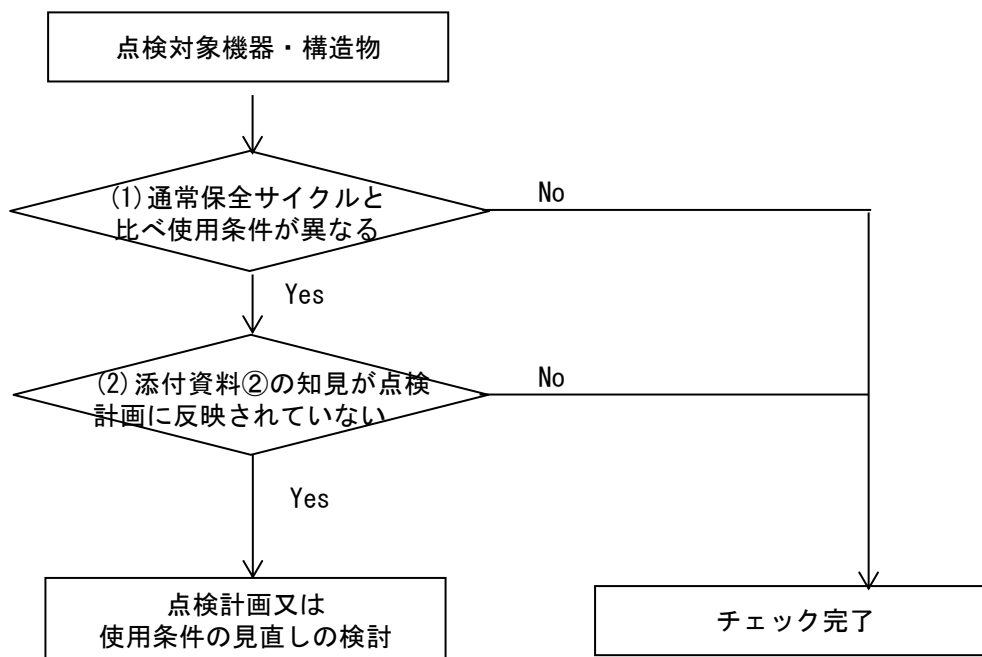 点検対象機器・構造物
(1)通常保全サイクルと
比べ使用条件が異なる
No
Yes
(2)添付資料②の知見が点検
計画に反映されていない
No
Yes
点検計画又は
使用条件の見直しの検討
チェック完了